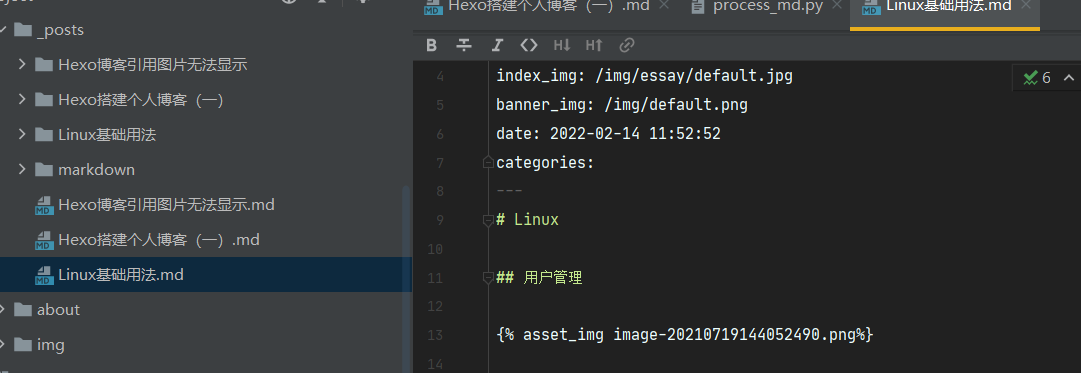 _posts
Hexo博客引用图片无法显示
Hexo搭建个人博客（一）
Linux基础用法
markdown
MD Hexo博客引用图片无法显示.md
MD Hexo搭建个人博客（一）.md
MD Linux基础用法.md
about
img
MD Hexo搭建个人博客（一）.md × process_md.py × MD Linux基础用法.md ×
B I <> H↓ H↑
6
4 index_img: /img/essay/default.jpg
5 banner_img: /img/default.png
6 date: 2022-02-14 11:52:52
7 categories:
8 ---
9 # Linux
10
11 ## 用户管理
12
13 {% asset_img image-20210719144052490.png%}
14